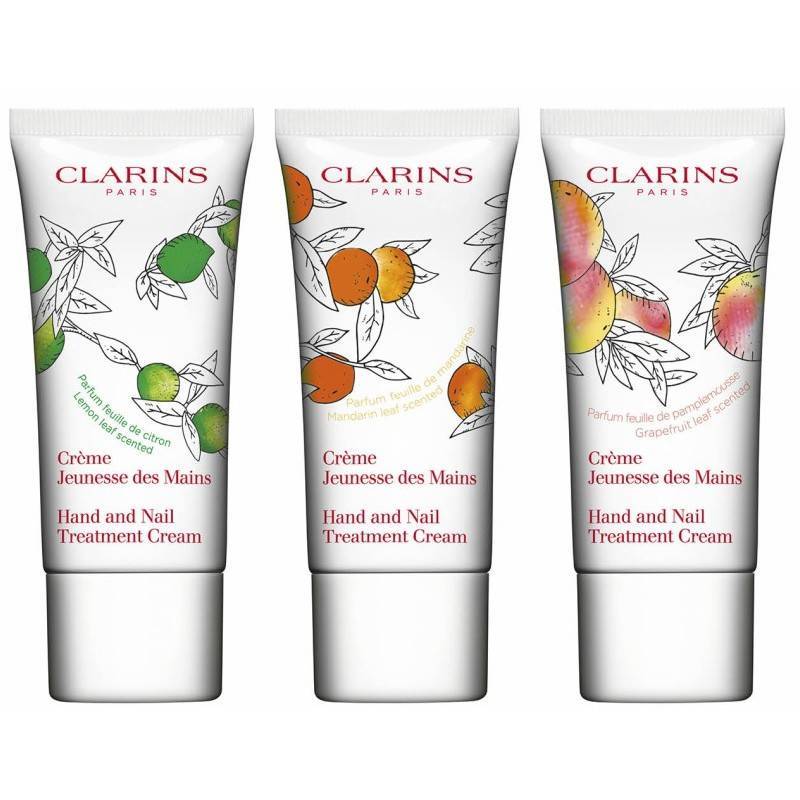 CLARINS
PARIS
Parfum feuille de citron
Lemon leaf scented
Crème
Jeunesse des Mains
Hand and Nail
Treatment Cream
CLARINS
PARIS
Parfum feuille de mandarine
Mandarin leaf scented
Crème
Jeunesse des Mains
Hand and Nail
Treatment Cream
CLARINS
PARIS
Parfum feuille de pamplemousse
Grapefruit leaf scented
Crème
Jeunesse des Mains
Hand and Nail
Treatment Cream